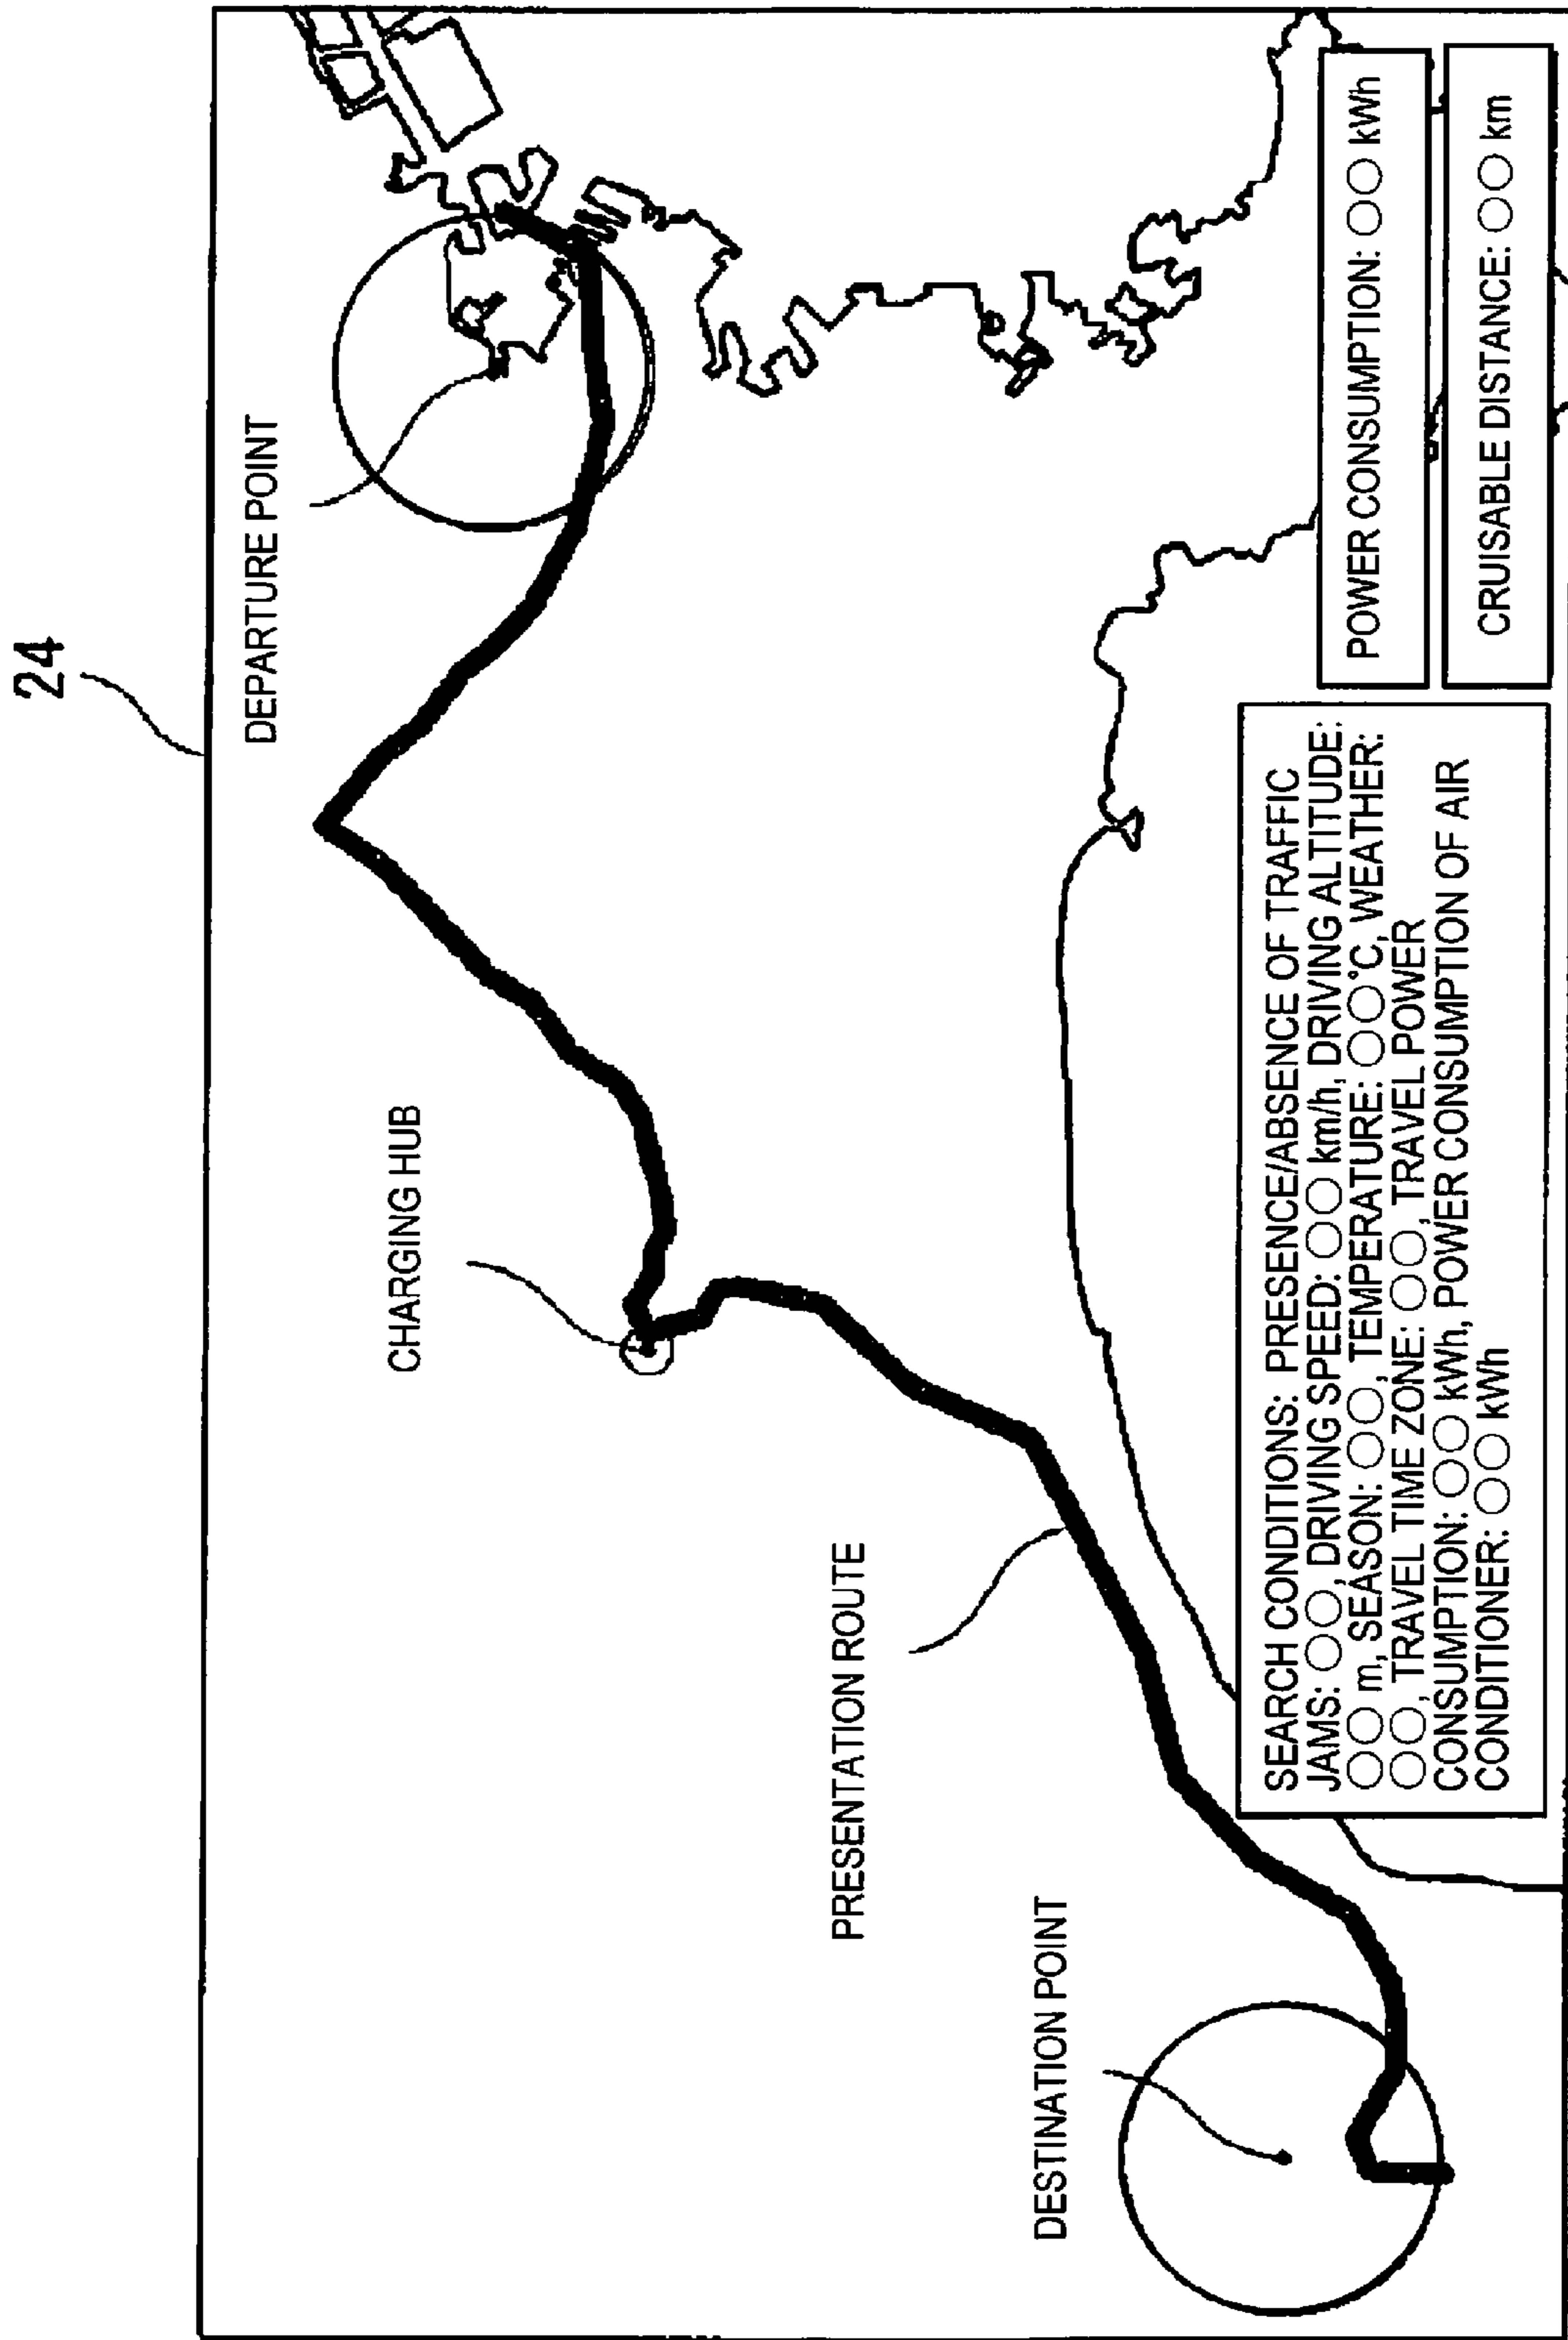 24
DEPARTURE POINT
CHARGING HUB
PRESENTATION ROUTE
DESTINATION POINT
SEARCH CONDITIONS: PRESENCE/ABSENCE OF TRAFFIC
JAMS: ○○, DRIVING SPEED: ○○ km/h, DRIVING ALTITUDE:
○○ m, SEASON: ○○, TEMPERATURE: ○○°C, WEATHER:
○○, TRAVEL TIME ZONE: ○○, TRAVEL POWER
CONSUMPTION: ○○ kWh, POWER CONSUMPTION OF AIR
CONDITIONER: ○○ kWh
POWER CONSUMPTION: ○○ kWh
CRUISABLE DISTANCE: ○○ km